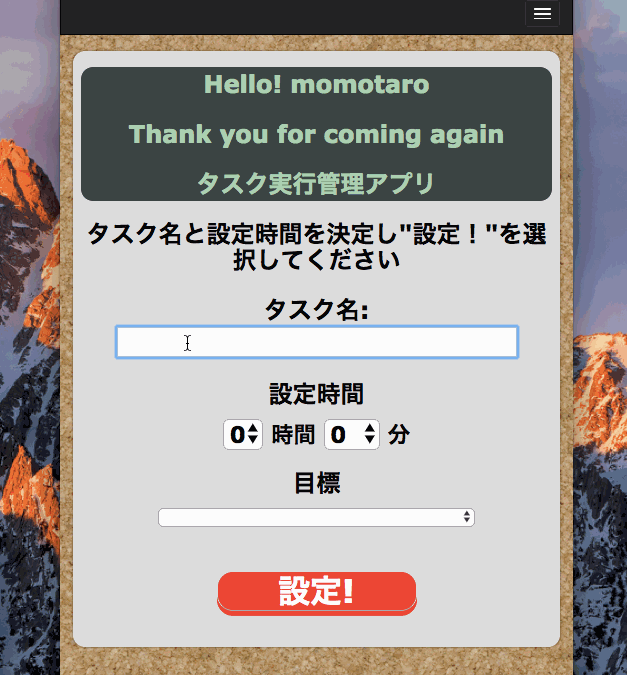 Hello! momotaro
Thank you for coming again
タスク実行管理アプリ
タスク名と設定時間を決定し"設定！"を選
択してください
タスク名:
設定時間
0 時間 0 分
目標
設定!